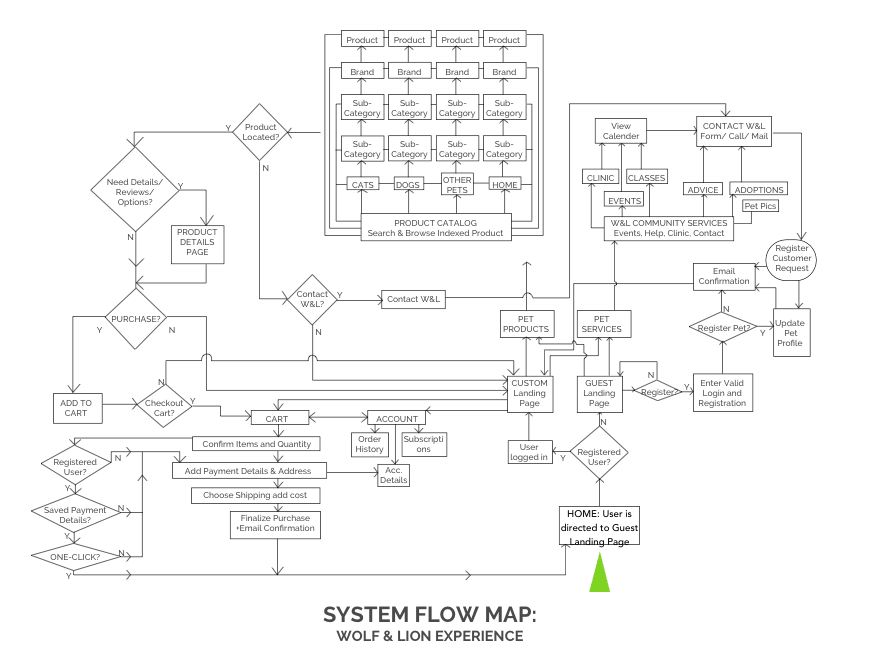 Product
Product
Product
Product
Brand
Brand
Brand
Brand
Sub-
Category
Sub-
Category
Sub-
Category
Sub-
Category
Sub-
Category
Sub-
Category
Sub-
Category
Sub-
Category
CATS
DOGS
OTHER
PETS
HOME
PRODUCT CATALOG
Search & Browse Indexed Product
Y
Product
Located?
N
Need Details/
Reviews/
Options?
Y
N
PRODUCT
DETAILS
PAGE
View
Calender
CONTACT W&L
Form/ Call/ Mail
CLINIC
CLASSES
EVENTS
ADVICE
ADOPTIONS
Pet Pics
W&L COMMUNITY SERVICES
Events, Help, Clinic, Contact
Register
Customer
Request
Email
Confirmation
Contact
W&L?
Y
N
Contact W&L
PURCHASE?
Y
N
PET
PRODUCTS
PET
SERVICES
N
Register Pet?
Y
Update
Pet
Profile
ADD TO
CART
N
Checkout
Cart?
Y
CUSTOM
Landing
Page
GUEST
Landing
Page
N
Register?
Y
Enter Valid
Login and
Registration
CART
ACCOUNT
Order
History
Subscripti
ons
Acc.
Details
User
logged in
N
Y
Registered
User?
Confirm Items and Quantity
Add Payment Details & Address
Choose Shipping add cost
Finalize Purchase
+Email Confirmation
Registered
User?
N
Y
Saved Payment
Details?
N
Y
ONE-CLICK?
N
Y
HOME: User is
directed to Guest
Landing Page
SYSTEM FLOW MAP:
WOLF & LION EXPERIENCE